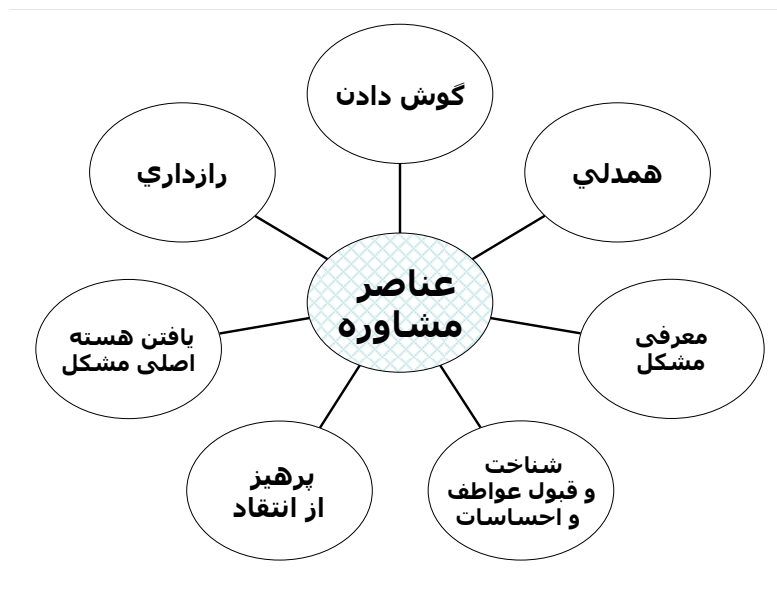 گوش دادن
همدلي
رازداري
عناصر
مشاوره
معرفی
مشکل
یافتن هسته
اصلی مشکل
شناخت
و قبول عواطف
و احساسات
پرهیز
از انتقاد